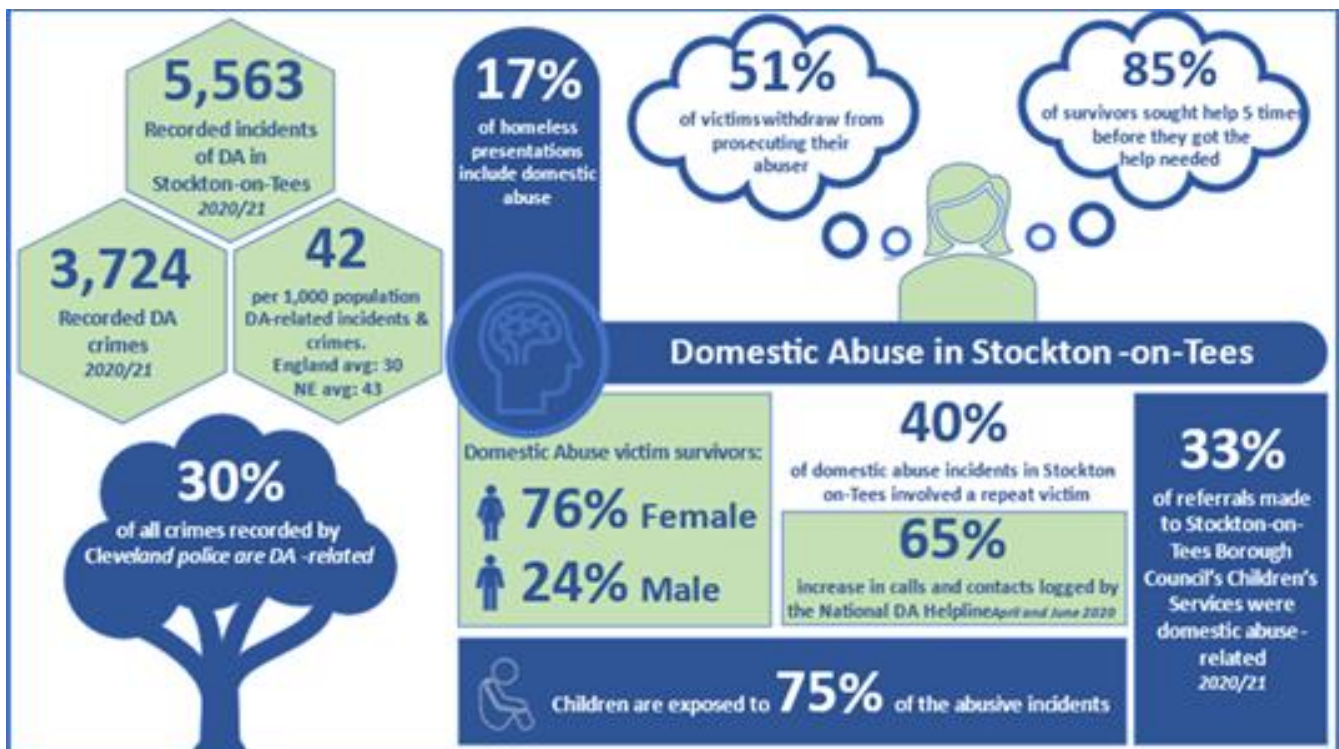 5,563
Recorded incidents
of DA in
Stockton-on-Tees
2020/21
3,724
Recorded DA
crimes
2020/21
42
per 1,000 population
DA-related incidents &
crimes.
England avg: 30
NE avg: 43
30%
of all crimes recorded by
Cleveland police are DA -related
17%
of homeless
presentations
include domestic
abuse
51%
of victims withdraw from
prosecuting their
abuser
85%
of survivors sought help 5 times
before they got the
help needed
Domestic Abuse in Stockton -on-Tees
Domestic Abuse victim survivors:
76% Female
24% Male
40%
of domestic abuse incidents in Stockton
on-Tees involved a repeat victim
65%
increase in calls and contacts logged by
the National DA Helpline April and June 2020
33%
of referrals made
to Stockton-on-
Tees Borough
Council's Children's
Services were
domestic abuse-
related
2020/21
Children are exposed to 75% of the abusive incidents